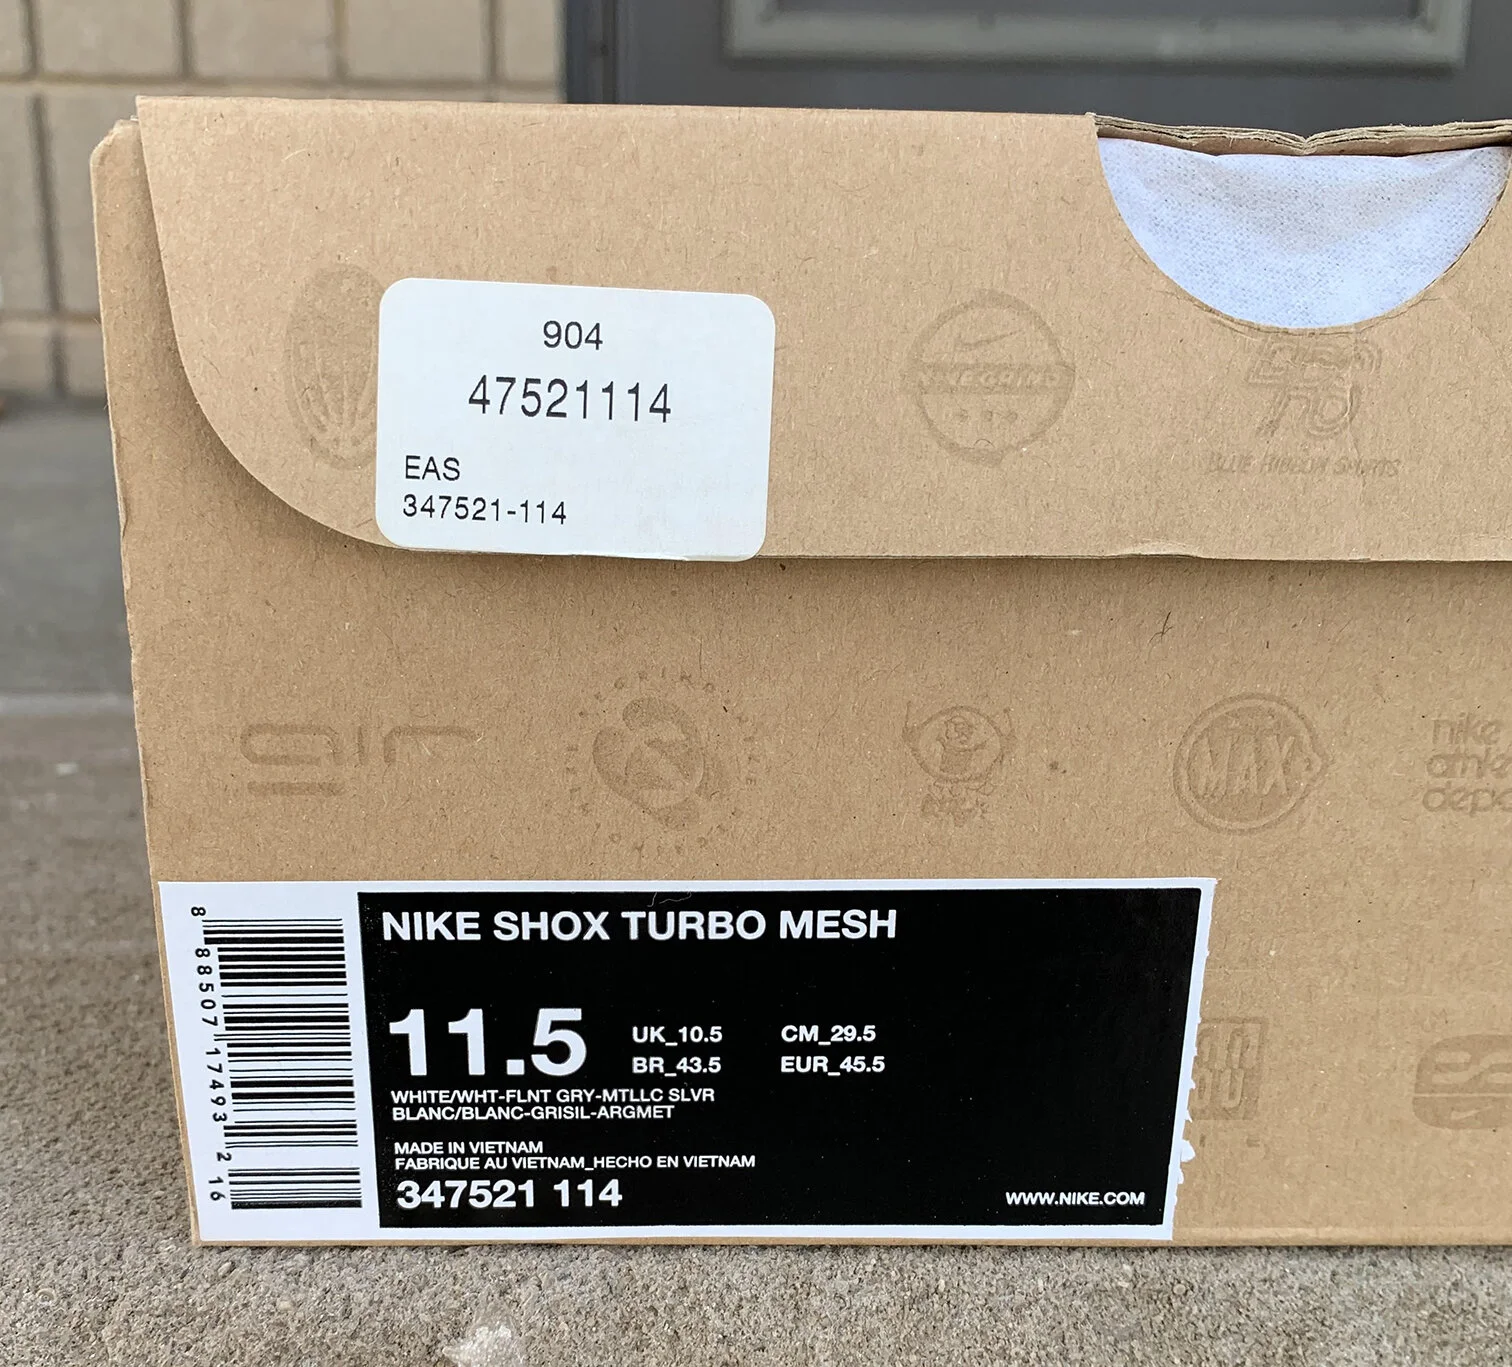 904
47521114
EAS
347521-114
BLUE RIBBON SPORTS
air
MAX
nike
NIKE SHOX TURBO MESH
11.5
UK_10.5 CM_29.5
BR_43.5 EUR_45.5
WHITE/WHT-FLNT GRY-MTLLC SLVR
BLANC/BLANC-GRISIL-ARGMET
MADE IN VIETNAM
FABRIQUE AU VIETNAM_HECHO EN VIETNAM
347521 114
WWW.NIKE.COM
8 88507 17493 2 16